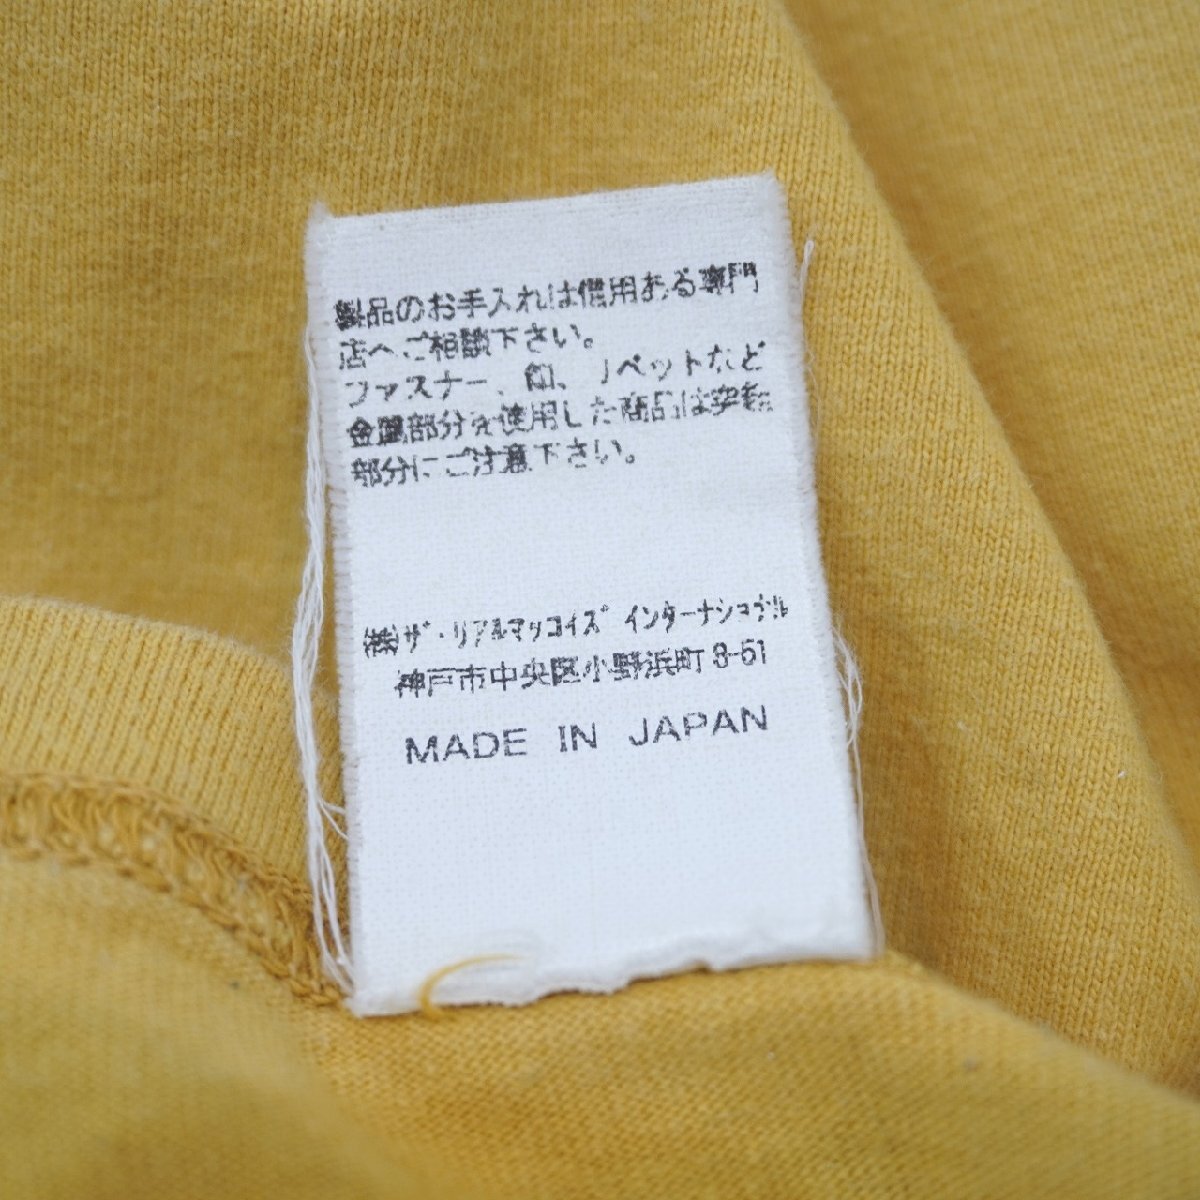 製品のお手入れは信用ある専門
店へご相談下さい。
ファスナー、釦、リベットなど
金属部分を使用した商品は突起
部分にご注意下さい。
㈱ザ・リアルマッコイズ インターナショナル
神戸市中央区小野浜町8-61
MADE IN JAPAN